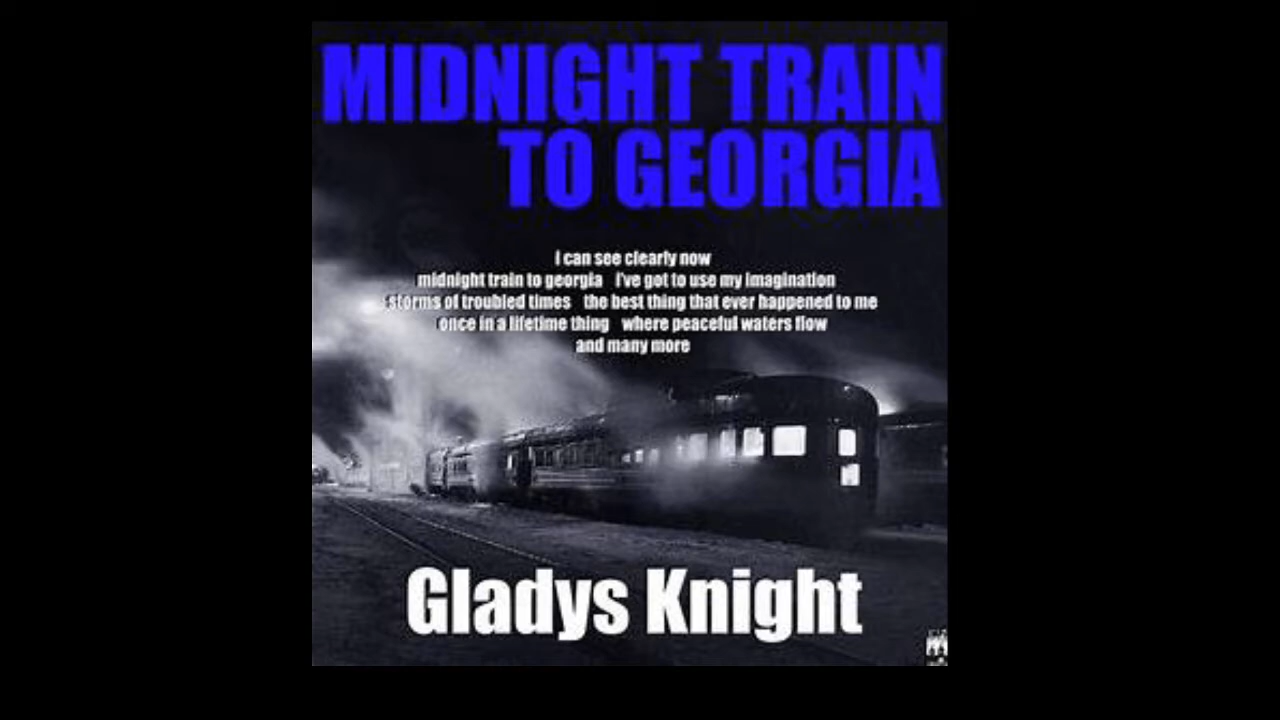 MIDNIGHT TRAIN
TO GEORGIA
i can see clearly now
midnight train to georgia i've got to use my imagination
storms of troubled times the best thing that ever happened to me
once in a lifetime thing where peaceful waters flow
and many more
Gladys Knight